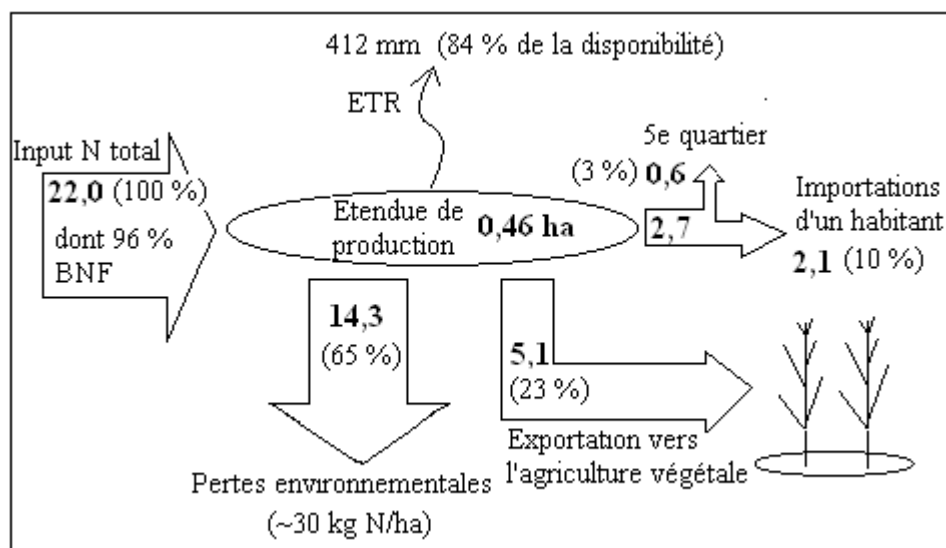 412 mm (84 % de la disponibilité)
ETR
5e quartier
(3 %) 0,6
Input N total
22,0 (100 %)
dont 96 %
BNF
Etendue de
production
0,46 ha
2,7
Importations
d'un habitant
2,1 (10 %)
14,3
(65 %)
5,1
(23 %)
Exportation vers
l'agriculture végétale
Pertes environnementales
(~30 kg N/ha)